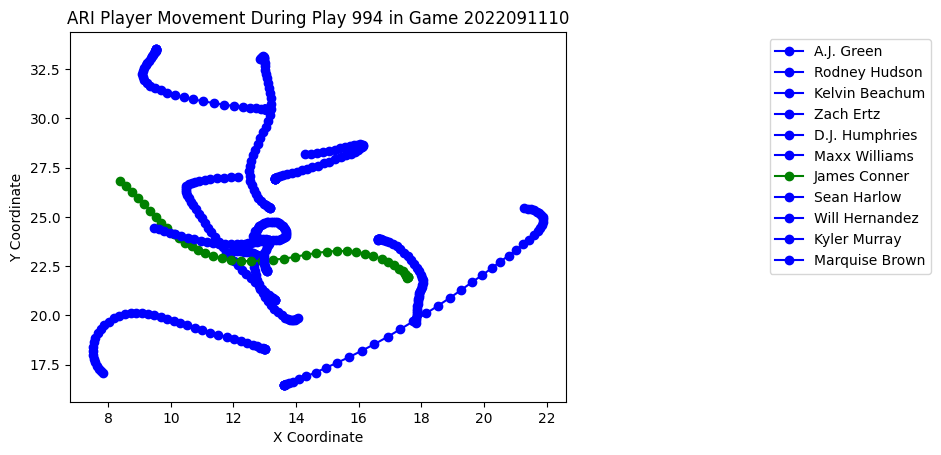 ARI Player Movement During Play 994 in Game 2022091110
32.5
30.0
27.5
25.0
22.5
20.0
17.5
Y Coordinate
8 10 12 14 16 18 20 22
X Coordinate
A.J. Green
Rodney Hudson
Kelvin Beachum
Zach Ertz
D.J. Humphries
Maxx Williams
James Conner
Sean Harlow
Will Hernandez
Kyler Murray
Marquise Brown